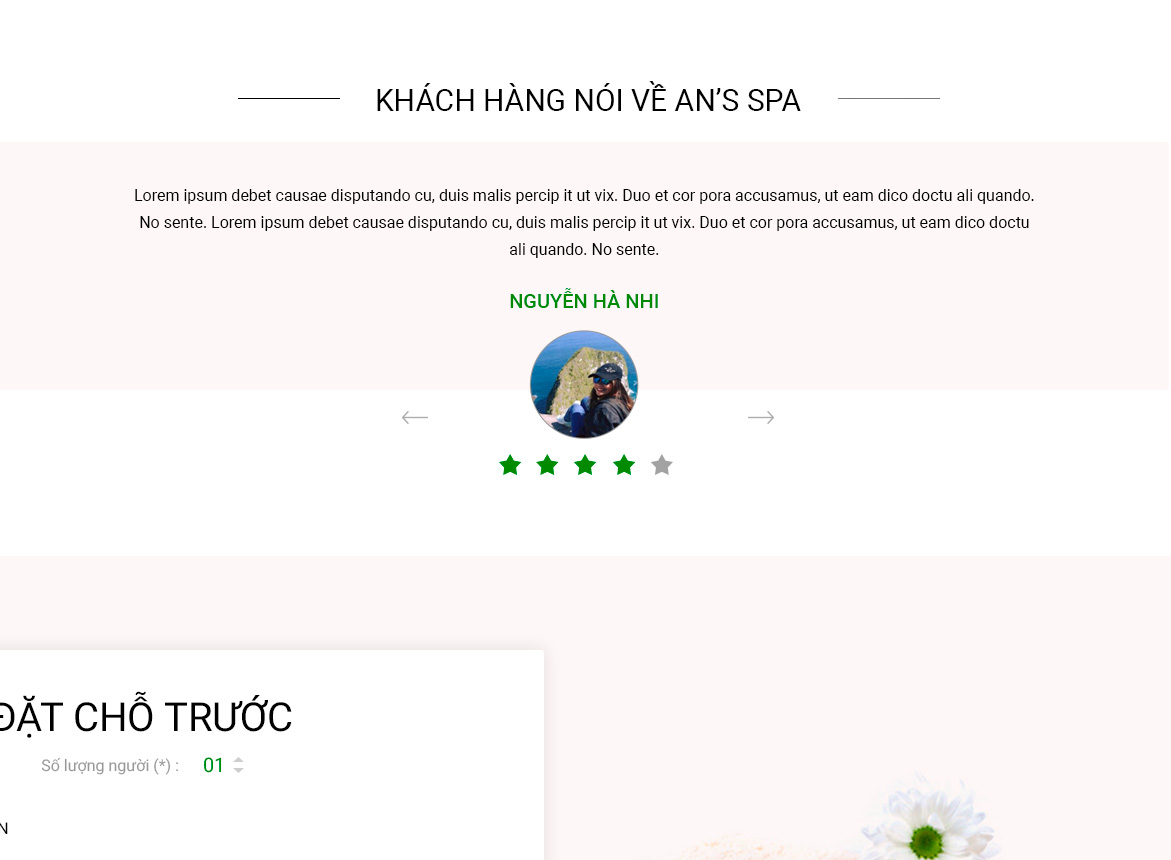 KHÁCH HÀNG NÓI VỀ AN’S SPA
Lorem ipsum debet causae disputando cu, duis malis percip it ut vix. Duo et cor pora accusamus, ut eam dico doctu ali quando.
No sente. Lorem ipsum debet causae disputando cu, duis malis percip it ut vix. Duo et cor pora accusamus, ut eam dico doctu
ali quando. No sente.
NGUYỄN HÀ NHI
ĐẶT CHỖ TRƯỚC
Số lượng người (*) : 01
N